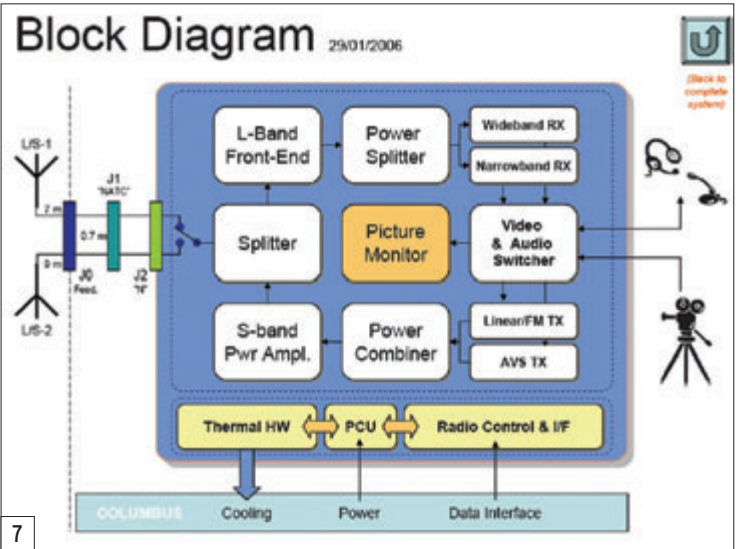 Block Diagram 29/01/2006
(Back to
complete
system)
L/S-1
L-Band
Front-End
Power
Splitter
Wideband RX
Narrowband RX
J1
"NATC"
7 m
0.7 m
9 m
Splitter
Picture
Monitor
Video
& Audio
Switcher
J0
Feed.
J2
"N"
L/S-2
S-band
Pwr Ampl.
Power
Combiner
Linear/FM TX
AVS TX
Thermal HW
PCU
Radio Control & I/F
COLUMBUS
Cooling
Power
Data Interface
7